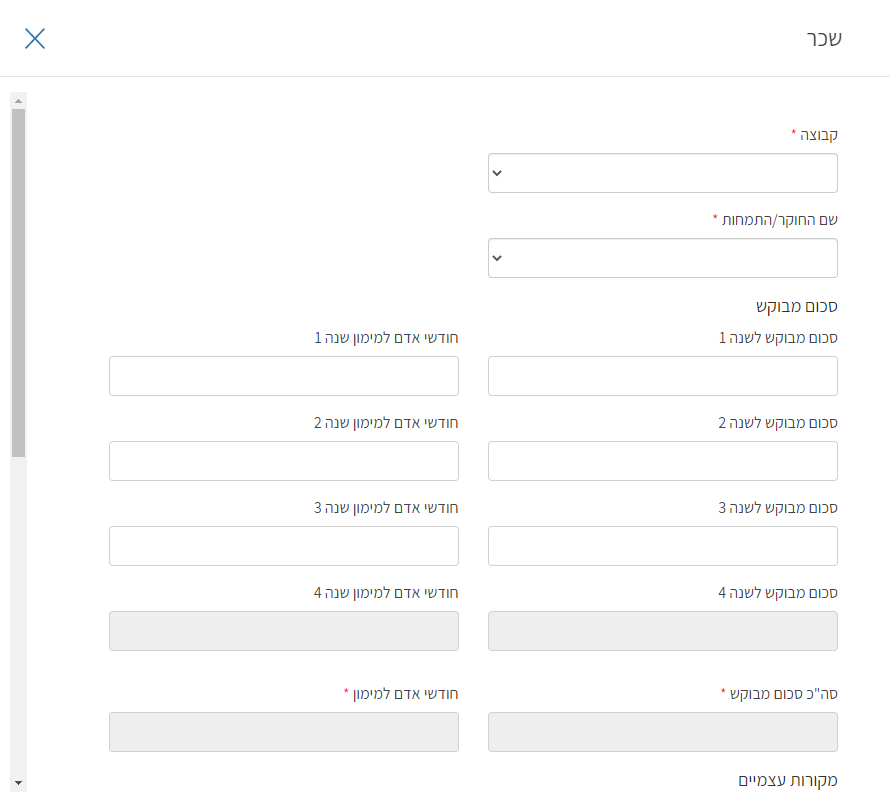 שכר
קבוצה *
שם החוקר/התמחות *
סכום מבוקש
סכום מבוקש לשנה 1
חודשי אדם למימון שנה 1
סכום מבוקש לשנה 2
חודשי אדם למימון שנה 2
סכום מבוקש לשנה 3
חודשי אדם למימון שנה 3
סכום מבוקש לשנה 4
חודשי אדם למימון שנה 4
סה"כ סכום מבוקש *
חודשי אדם למימון *
מקורות עצמיים